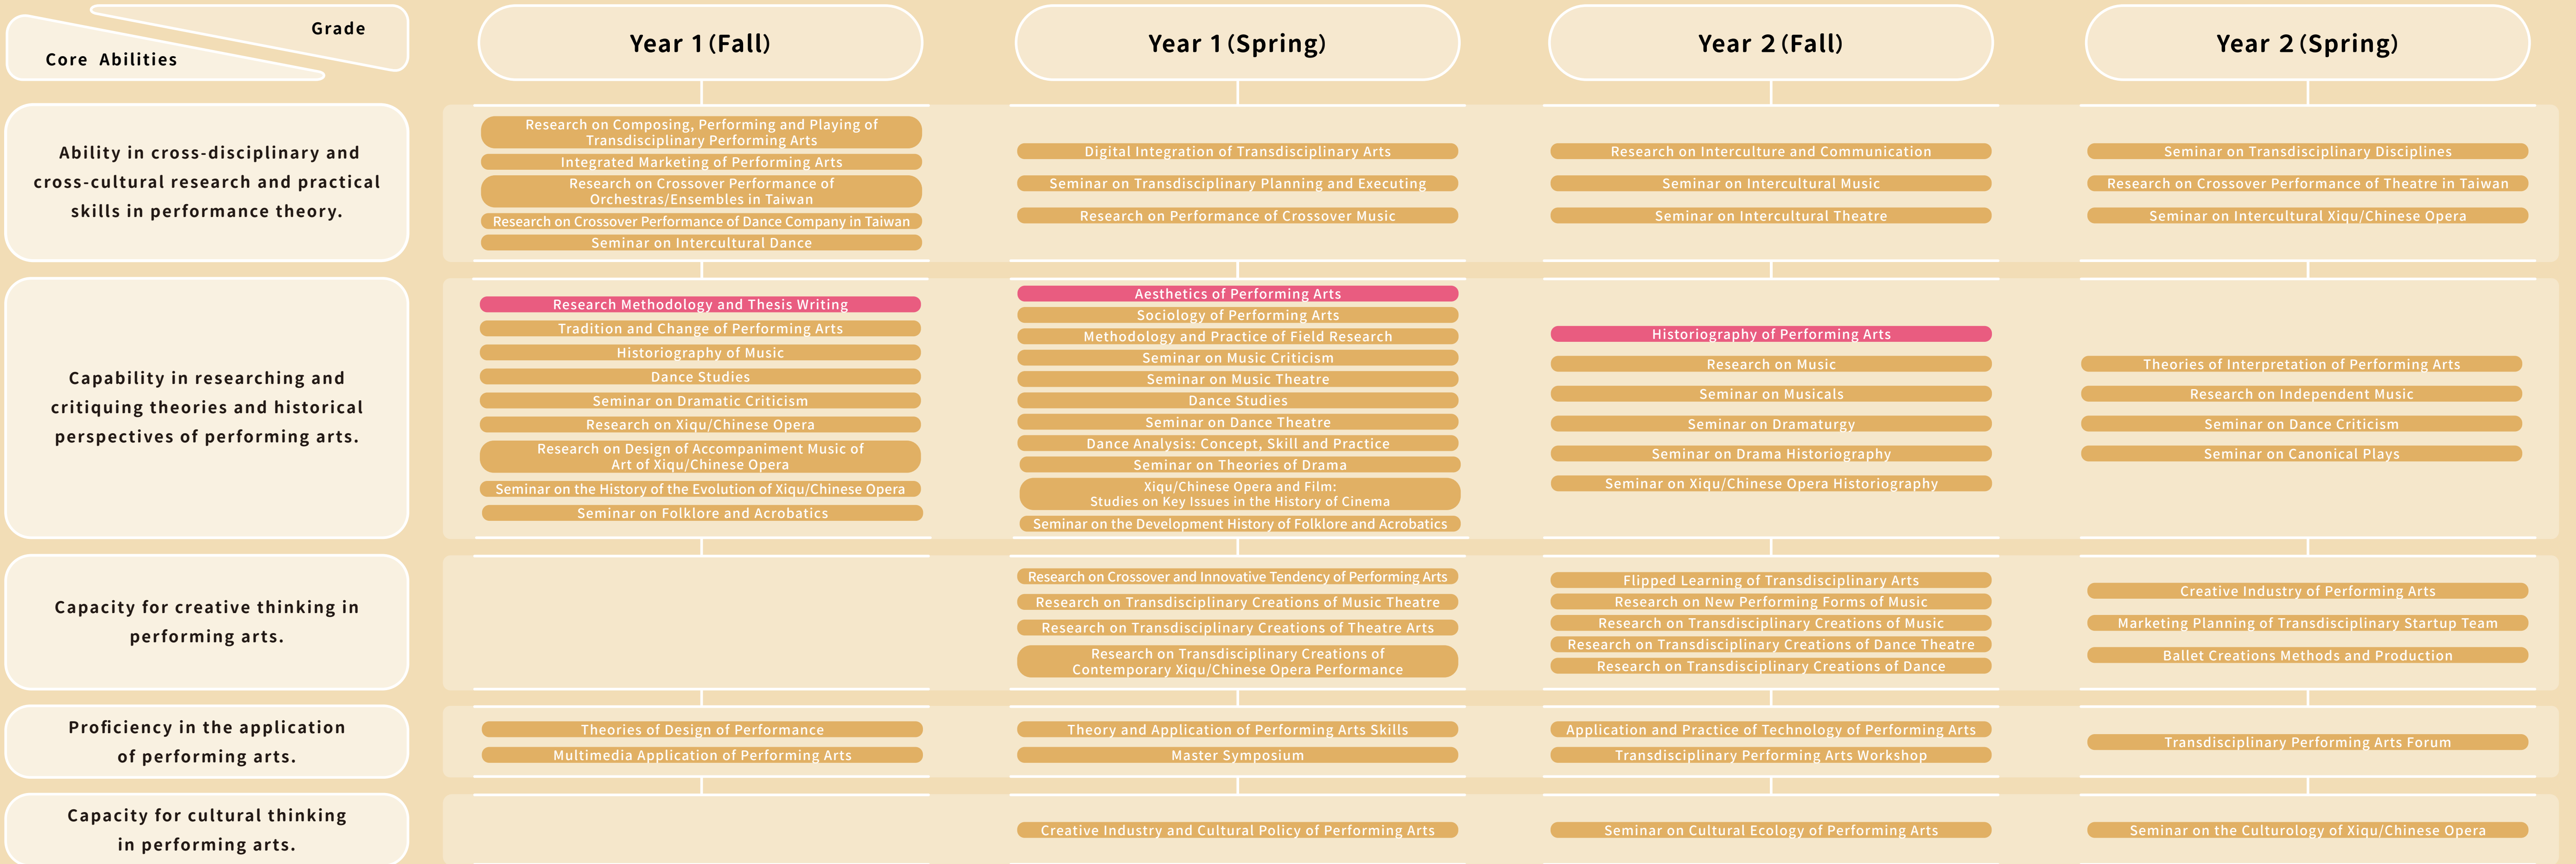 Grade
Core Abilities
Year 1 (Fall)
Year 1 (Spring)
Year 2 (Fall)
Year 2 (Spring)
Ability in cross-disciplinary and
cross-cultural research and practical
skills in performance theory.
Research on Composing, Performing and Playing of
Transdisciplinary Performing Arts
Integrated Marketing of Performing Arts
Research on Crossover Performance of
Orchestras/Ensembles in Taiwan
Research on Crossover Performance of Dance Company in Taiwan
Seminar on Intercultural Dance
Digital Integration of Transdisciplinary Arts
Seminar on Transdisciplinary Planning and Executing
Research on Performance of Crossover Music
Research on Interculture and Communication
Seminar on Intercultural Music
Seminar on Intercultural Theatre
Seminar on Transdisciplinary Disciplines
Research on Crossover Performance of Theatre in Taiwan
Seminar on Intercultural Xiqu/Chinese Opera
Capability in researching and
critiquing theories and historical
perspectives of performing arts.
Research Methodology and Thesis Writing
Tradition and Change of Performing Arts
Historiography of Music
Dance Studies
Seminar on Dramatic Criticism
Research on Xiqu/Chinese Opera
Research on Design of Accompaniment Music of
Art of Xiqu/Chinese Opera
Seminar on the History of the Evolution of Xiqu/Chinese Opera
Seminar on Folklore and Acrobatics
Aesthetics of Performing Arts
Sociology of Performing Arts
Methodology and Practice of Field Research
Seminar on Music Criticism
Seminar on Music Theatre
Dance Studies
Seminar on Dance Theatre
Dance Analysis: Concept, Skill and Practice
Seminar on Theories of Drama
Xiqu/Chinese Opera and Film:
Studies on Key Issues in the History of Cinema
Seminar on the Development History of Folklore and Acrobatics
Historiography of Performing Arts
Research on Music
Seminar on Musicals
Seminar on Dramaturgy
Seminar on Drama Historiography
Seminar on Xiqu/Chinese Opera Historiography
Theories of Interpretation of Performing Arts
Research on Independent Music
Seminar on Dance Criticism
Seminar on Canonical Plays
Capacity for creative thinking in
performing arts.
Research on Crossover and Innovative Tendency of Performing Arts
Research on Transdisciplinary Creations of Music Theatre
Research on Transdisciplinary Creations of Theatre Arts
Research on Transdisciplinary Creations of
Contemporary Xiqu/Chinese Opera Performance
Flipped Learning of Transdisciplinary Arts
Research on New Performing Forms of Music
Research on Transdisciplinary Creations of Music
Research on Transdisciplinary Creations of Dance Theatre
Research on Transdisciplinary Creations of Dance
Creative Industry of Performing Arts
Marketing Planning of Transdisciplinary Startup Team
Ballet Creations Methods and Production
Proficiency in the application
of performing arts.
Theories of Design of Performance
Multimedia Application of Performing Arts
Theory and Application of Performing Arts Skills
Master Symposium
Application and Practice of Technology of Performing Arts
Transdisciplinary Performing Arts Workshop
Transdisciplinary Performing Arts Forum
Capacity for cultural thinking
in performing arts.
Creative Industry and Cultural Policy of Performing Arts
Seminar on Cultural Ecology of Performing Arts
Seminar on the Culturology of Xiqu/Chinese Opera